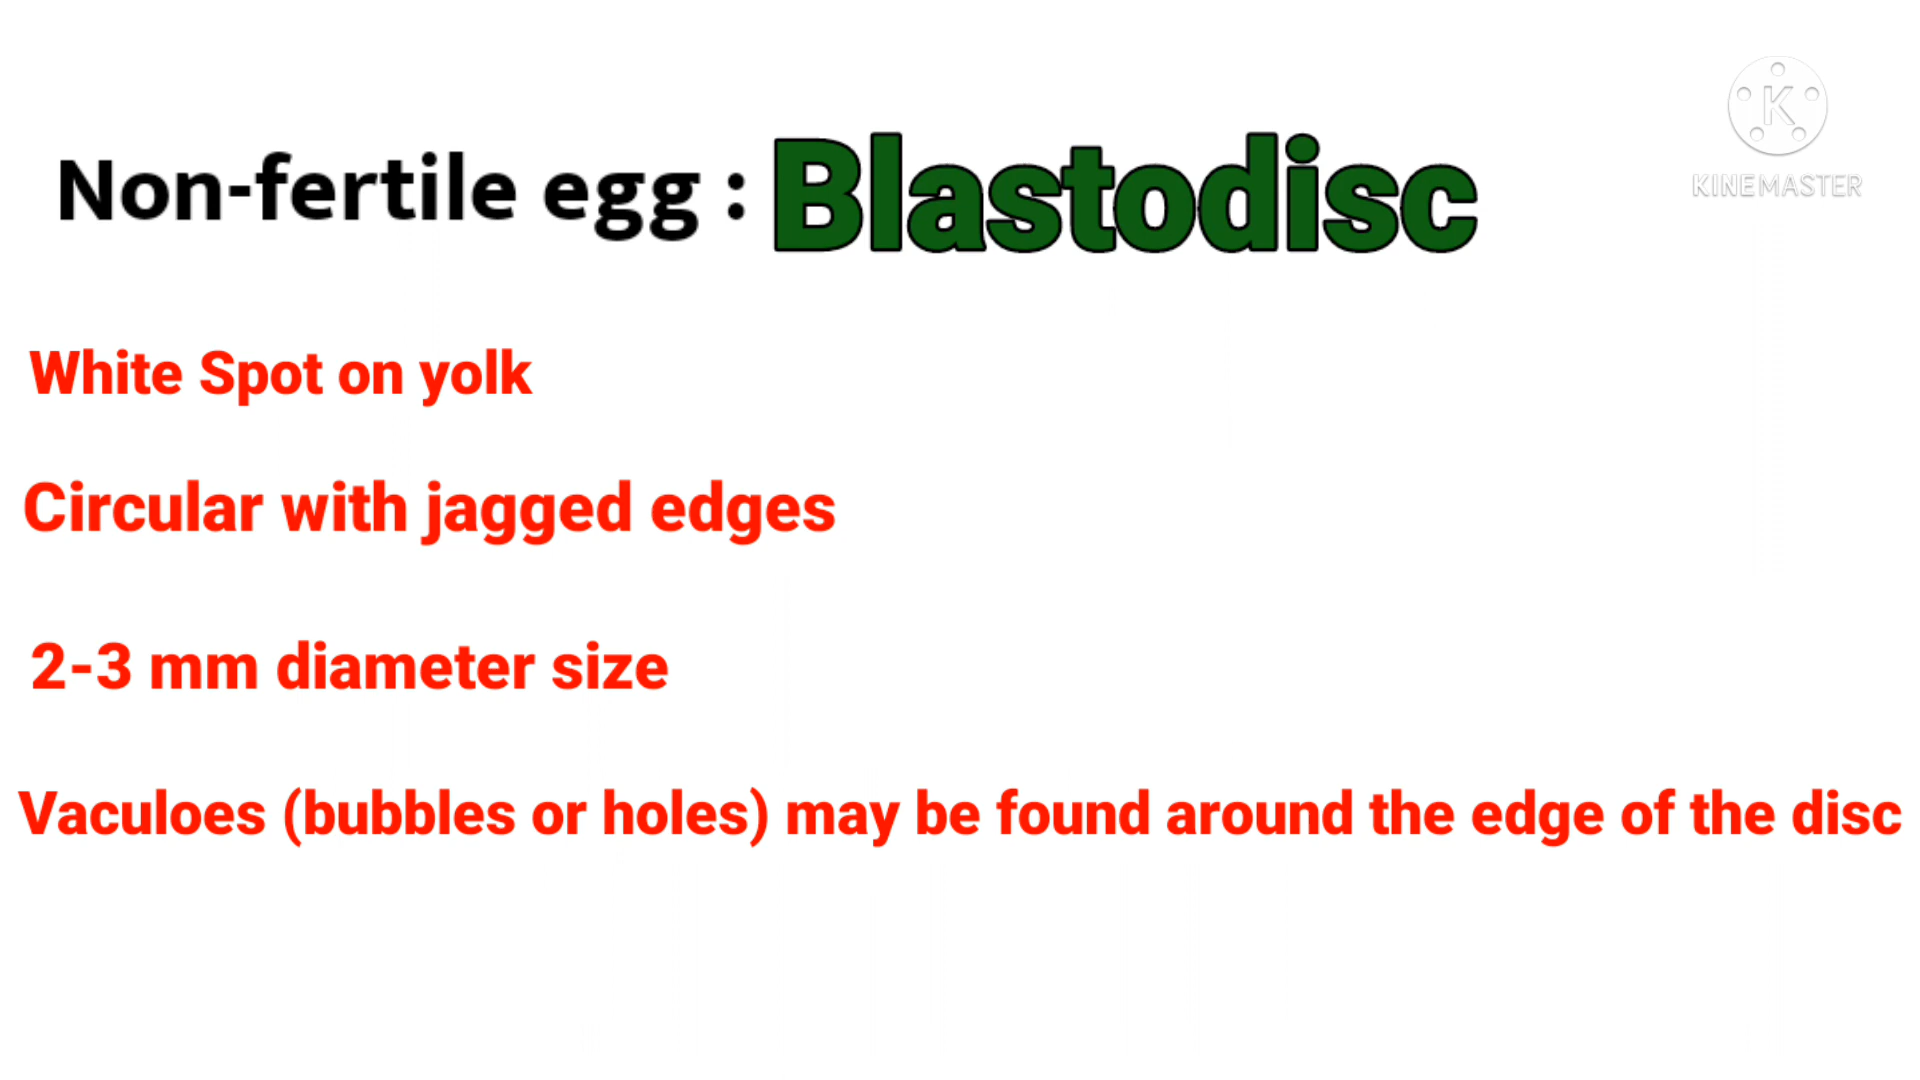 Non-fertile egg : Blastodisc
K
KINEMASTER
White Spot on yolk
Circular with jagged edges
2-3 mm diameter size
Vaculoes (bubbles or holes) may be found around the edge of the disc